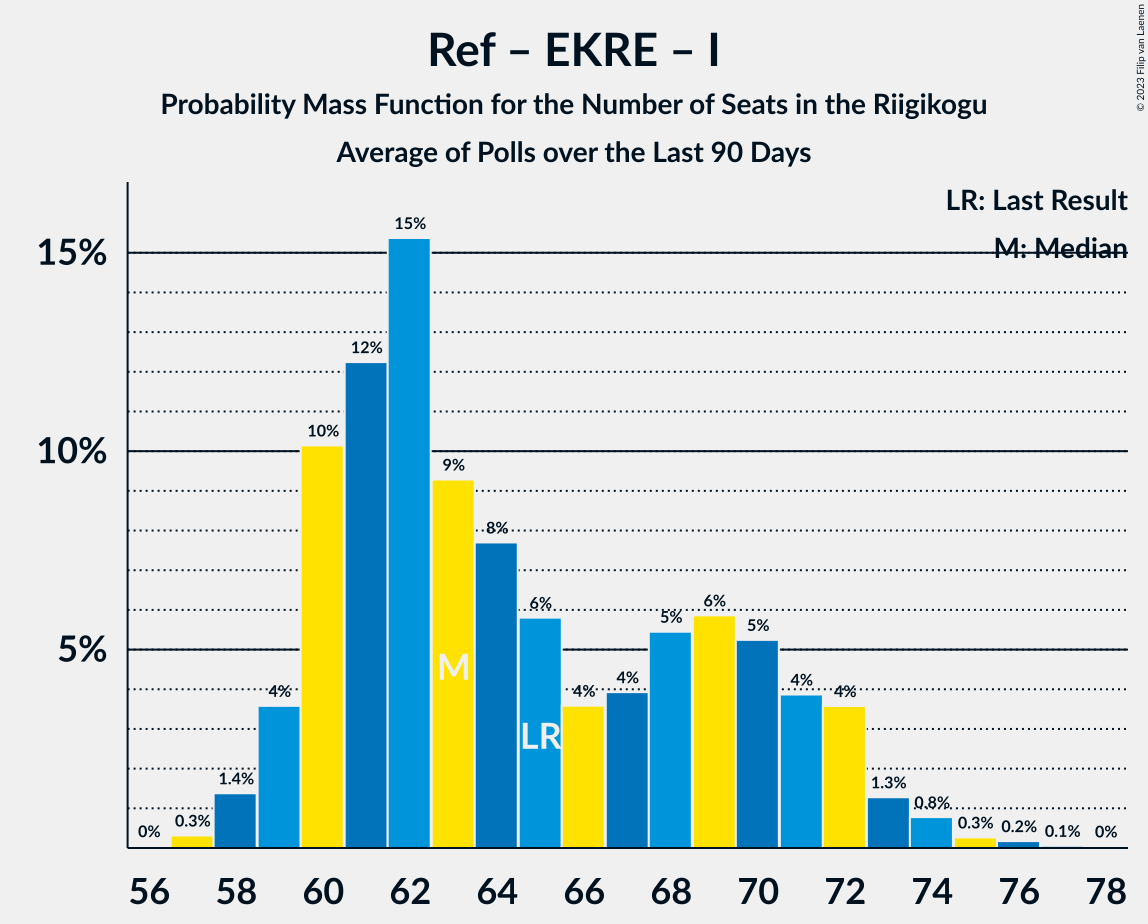 Ref – EKRE – I
Probability Mass Function for the Number of Seats in the Riigikogu
Average of Polls over the Last 90 Days
© 2023 Filip van Laenen
LR: Last Result
M: Median
15%
10%
5%
0%
0.3%
1.4%
4%
10%
12%
15%
9%
8%
6%
4%
4%
5%
6%
5%
4%
4%
1.3%
0.8%
0.3%
0.2%
0.1%
0%
M
LR
56 58 60 62 64 66 68 70 72 74 76 78